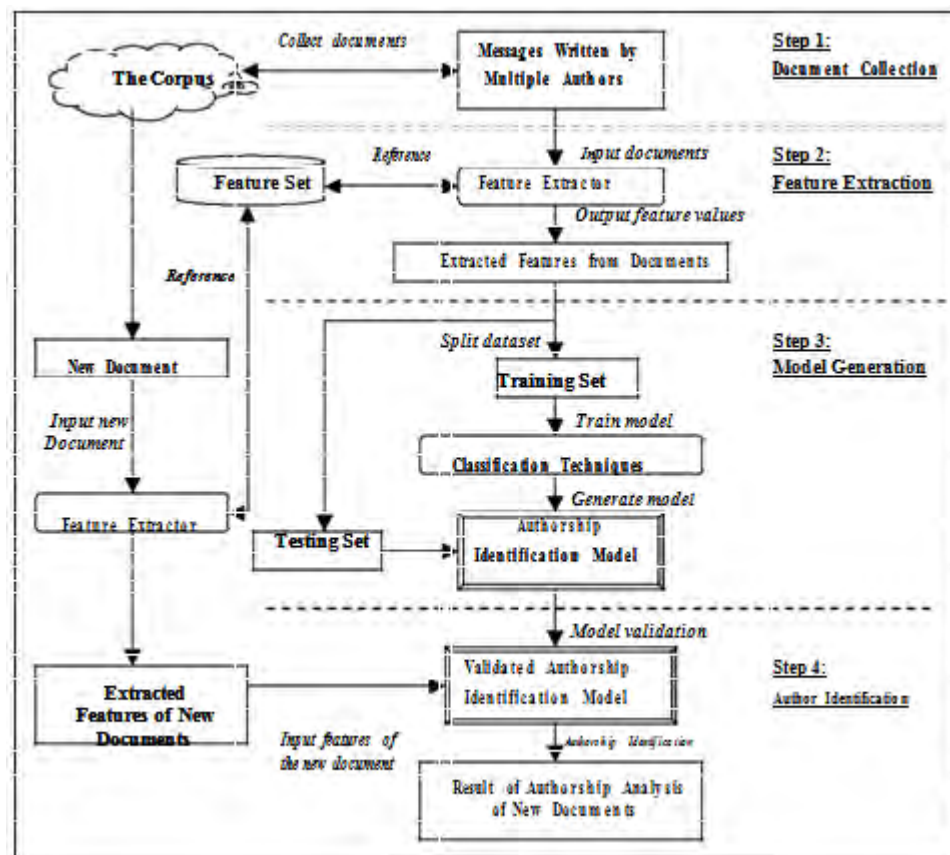 Collect documents
Messages Written by
Multiple Authors
Step 1:
Document Collection
The Corpus
Reference
Input documents
Step 2:
Feature Set
Feature Extractor
Feature Extraction
Output feature values
Extracted Features from Documents
Reference
Split dataset
Step 3:
Model Generation
New Document
Training Set
Input new
Document
Train model
Classification Techniques
Generate model
Feature Extractor
Testing Set
Authorship
Identification Model
Model validation
Validated Authorship
Identification Model
Step 4:
Author Identification
Extracted
Features of New
Documents
Input features of
the new document
Authorship Identification
Result of Authorship Analysis
of New Documents